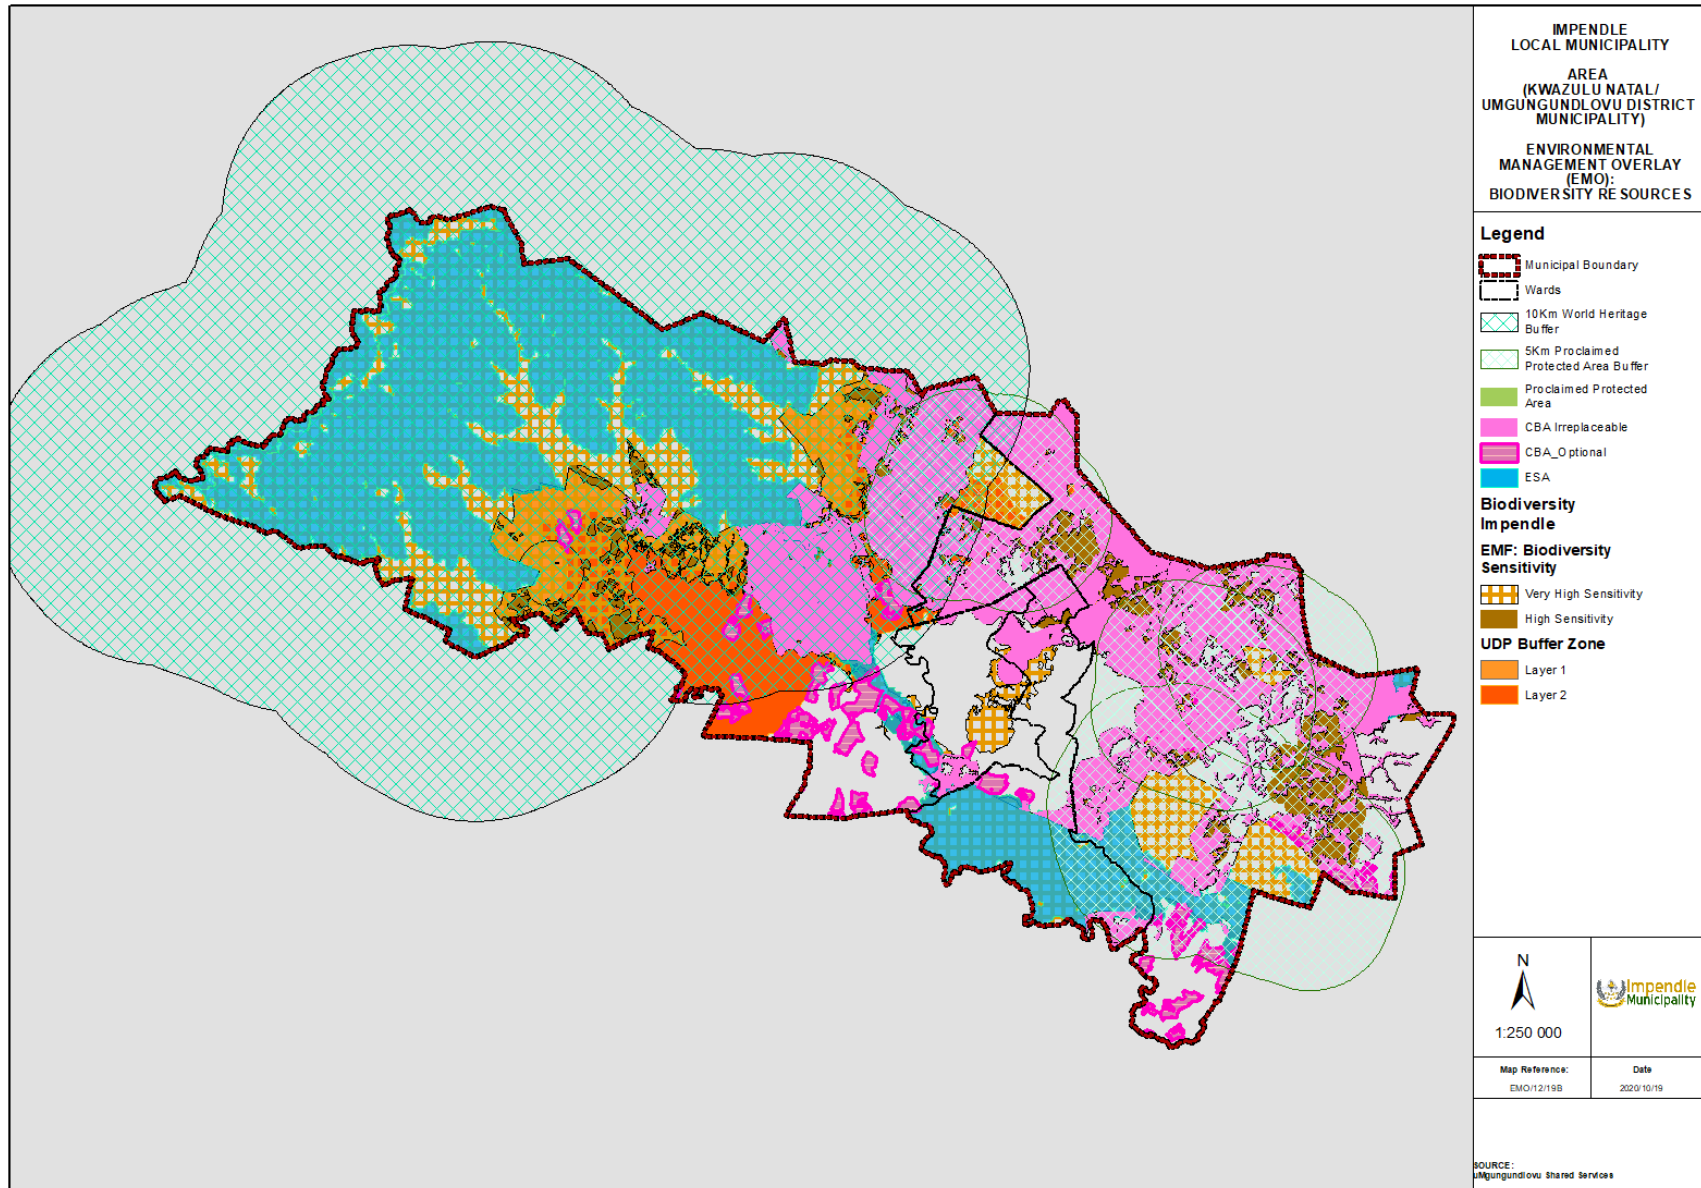 IMPENDLE
LOCAL MUNICIPALITY
AREA
(KWAZULU NATAL/
UMGUNGUNDLOVU DISTRICT
MUNICIPALITY)
ENVIRONMENTAL
MANAGEMENT OVERLAY
(EMO):
BIODIVERSITY RESOURCES
Legend
Municipal Boundary
Wards
10Km World Heritage
Buffer
5Km Proclaimed
Protected Area Buffer
Proclaimed Protected
Area
CBA Irreplaceable
CBA_Optional
ESA
Biodiversity
Impendle
EMF: Biodiversity
Sensitivity
Very High Sensitivity
High Sensitivity
UDP Buffer Zone
Layer 1
Layer 2
N
1:250 000
Impendle
Municipality
Map Reference:
EMO/12/19B
Date
2020/10/19
SOURCE:
uMgungundlovu Shared Services